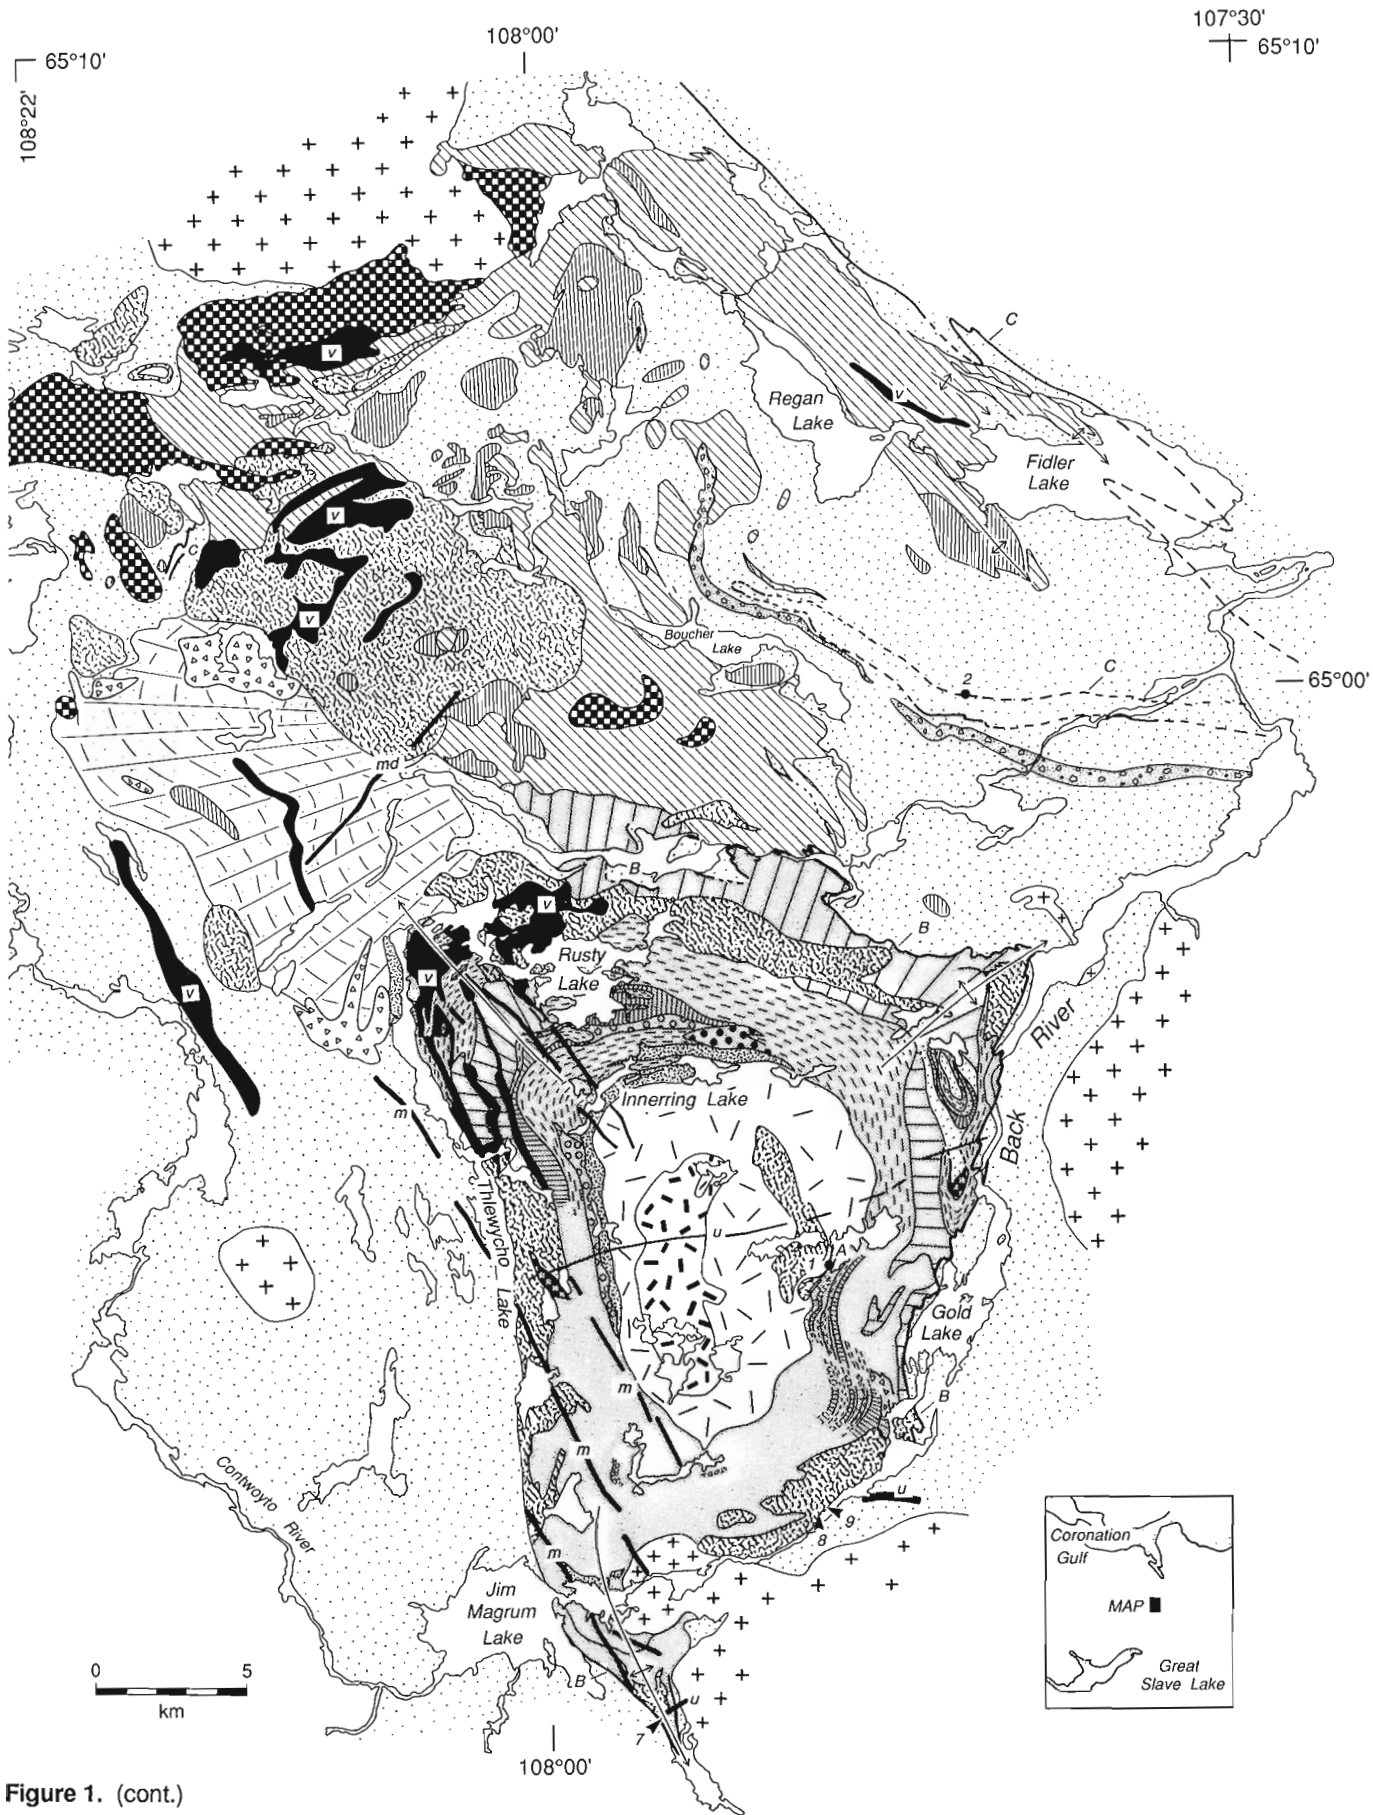 107°30'
65°10'
108°00'
65°10'
108°22'
C
v
v
Regan
Lake
Fidler
Lake
v
C
v
Boucher
Lake
C
2
65°00'
md
B
v
B
Rusty
Lake
v
v
River
Back
Innerring Lake
m
Thlewycho
Lake
u
A
1
Gold
Lake
m
B
m
Contwoyto
River
u
9
8
m
Coronation
Gulf
Jim
Magrum
Lake
MAP
Great
Slave Lake
0 5
km
B
u
7
108°00'
Figure 1. (cont.)